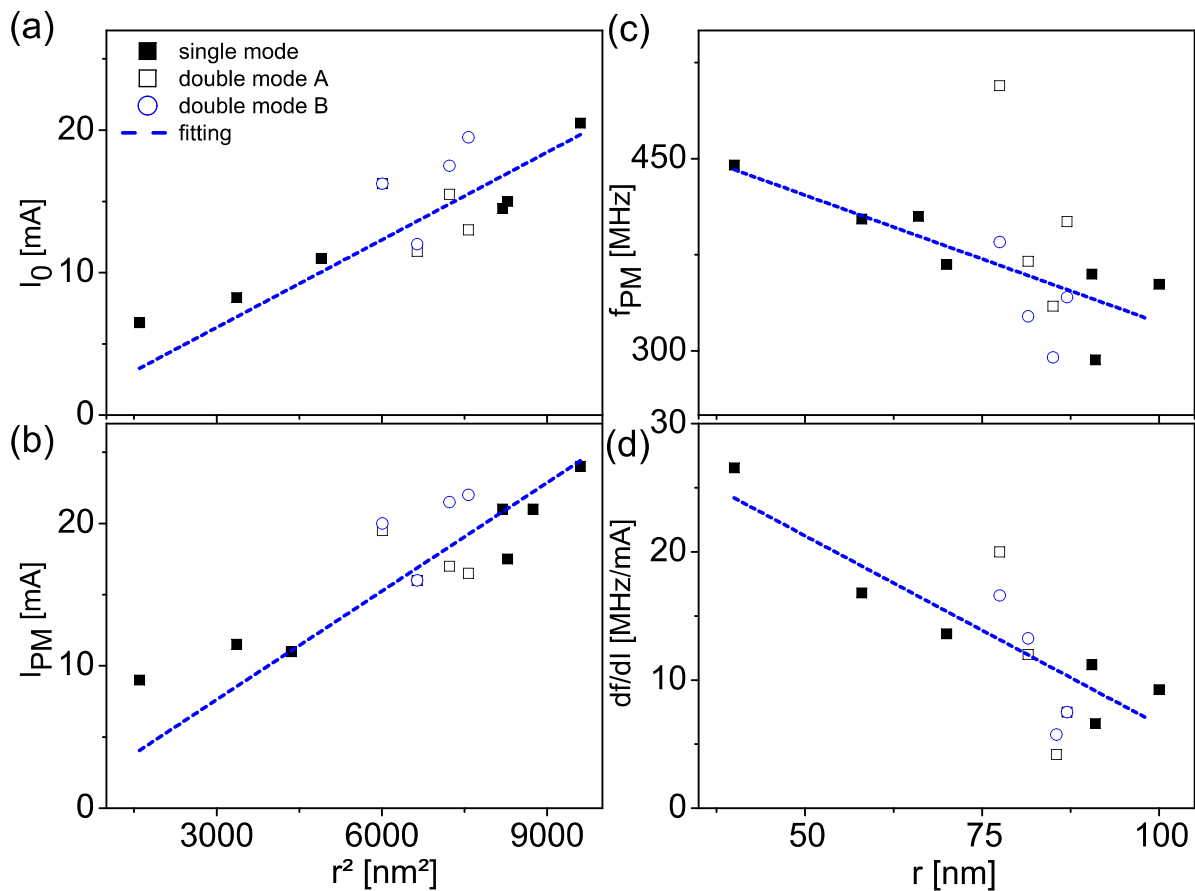 (a)
single mode
double mode A
double mode B
fitting
20
10
0
I0 [mA]
(b)
20
10
0
IPM [mA]
3000 6000 9000
r² [nm²]
(c)
450
300
fPM [MHz]
(d)
30
30
20
10
0
df/dI [MHz/mA]
50 75 100
r [nm]